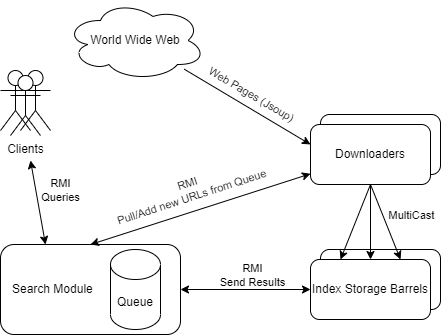 World Wide Web
Web Pages (Jsoup)
Clients
Downloaders
RMI
Queries
RMI
Pull/Add new URLs from Queue
MultiCast
Search Module
Queue
RMI
Send Results
Index Storage Barrels